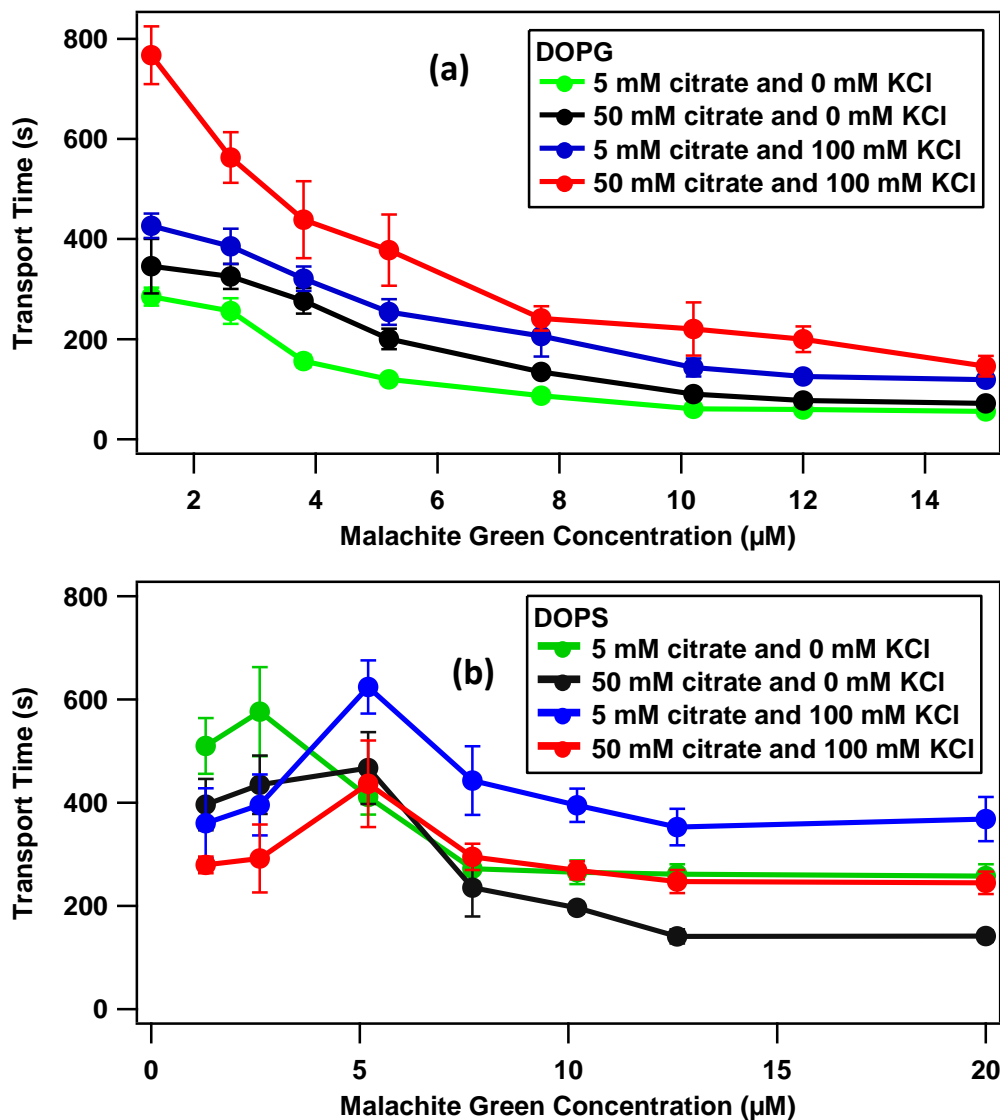 800
600
400
200
0
Transport Time (s)
(a)
DOPG
5 mM citrate and 0 mM KCl
50 mM citrate and 0 mM KCl
5 mM citrate and 100 mM KCl
50 mM citrate and 100 mM KCl
2 4 6 8 10 12 14
Malachite Green Concentration (µM)
800
600
400
200
0
Transport Time (s)
(b)
DOPS
5 mM citrate and 0 mM KCl
50 mM citrate and 0 mM KCl
5 mM citrate and 100 mM KCl
50 mM citrate and 100 mM KCl
0 5 10 15 20
Malachite Green Concentration (µM)